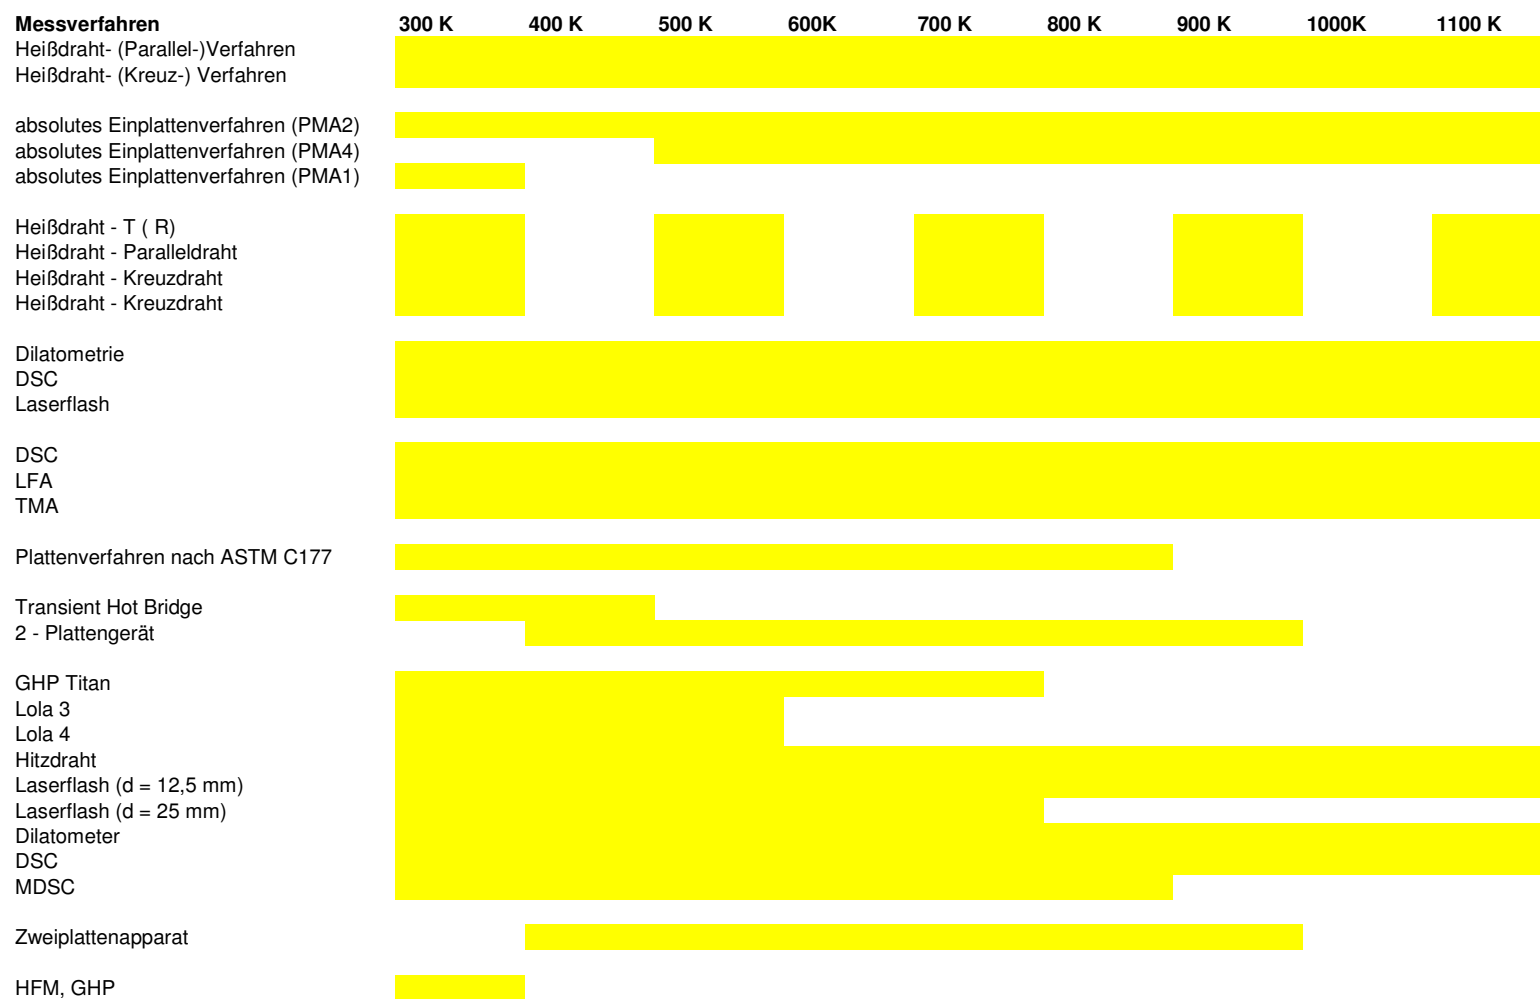 Messverfahren 300 K 400 K 500 K 600K 700 K 800 K 900 K 1000K 1100 K
Heißdraht- (Parallel-)Verfahren
Heißdraht- (Kreuz-) Verfahren
absolutes Einplattenverfahren (PMA2)
absolutes Einplattenverfahren (PMA4)
absolutes Einplattenverfahren (PMA1)
Heißdraht - T ( R)
Heißdraht - Paralleldraht
Heißdraht - Kreuzdraht
Heißdraht - Kreuzdraht
Dilatometrie
DSC
Laserflash
DSC
LFA
TMA
Plattenverfahren nach ASTM C177
Transient Hot Bridge
2 - Plattengerät
GHP Titan
Lola 3
Lola 4
Hitzdraht
Laserflash (d = 12,5 mm)
Laserflash (d = 25 mm)
Dilatometer
DSC
MDSC
Zweiplattenapparat
HFM, GHP